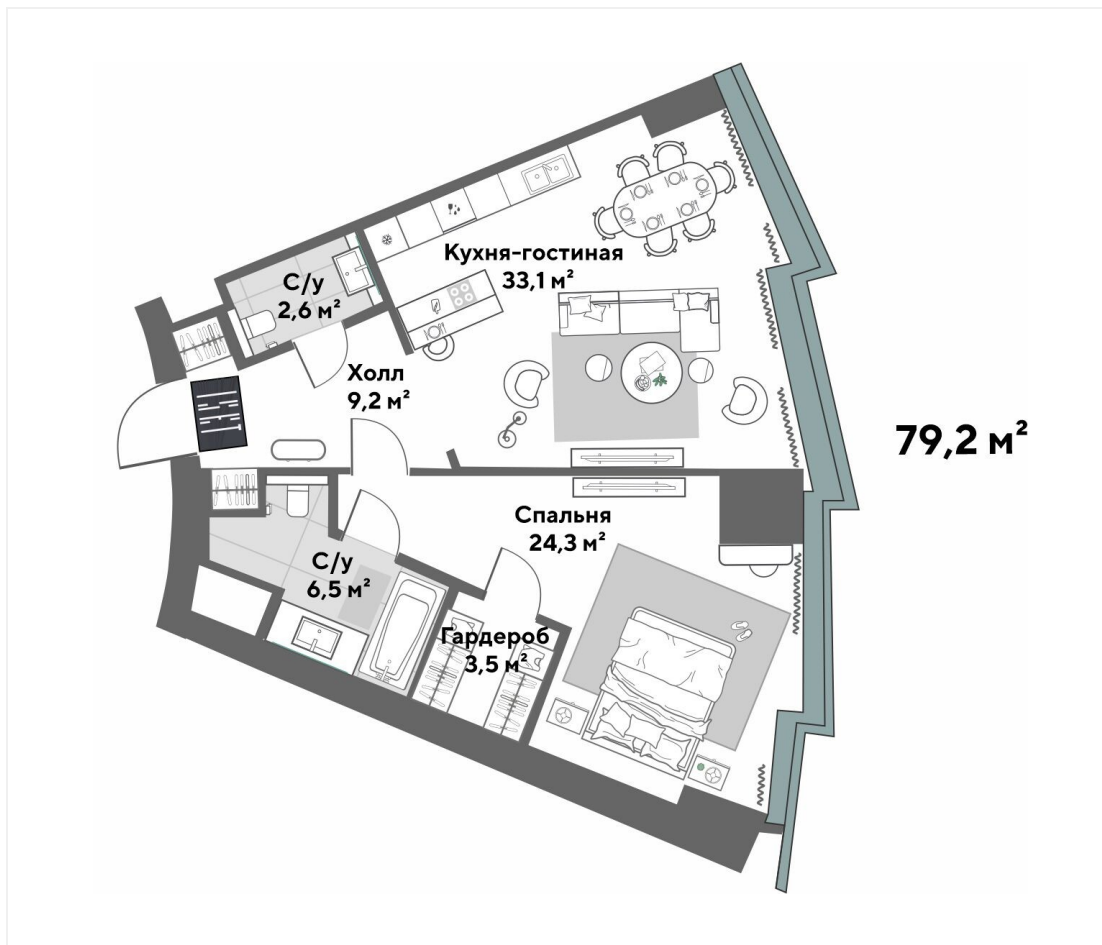 Кухня-гостиная
33,1 м²
С/у
2,6 м²
Холл
9,2 м²
79,2 м²
Спальня
24,3 м²
С/у
6,5 м²
Гардероб
3,5 м²